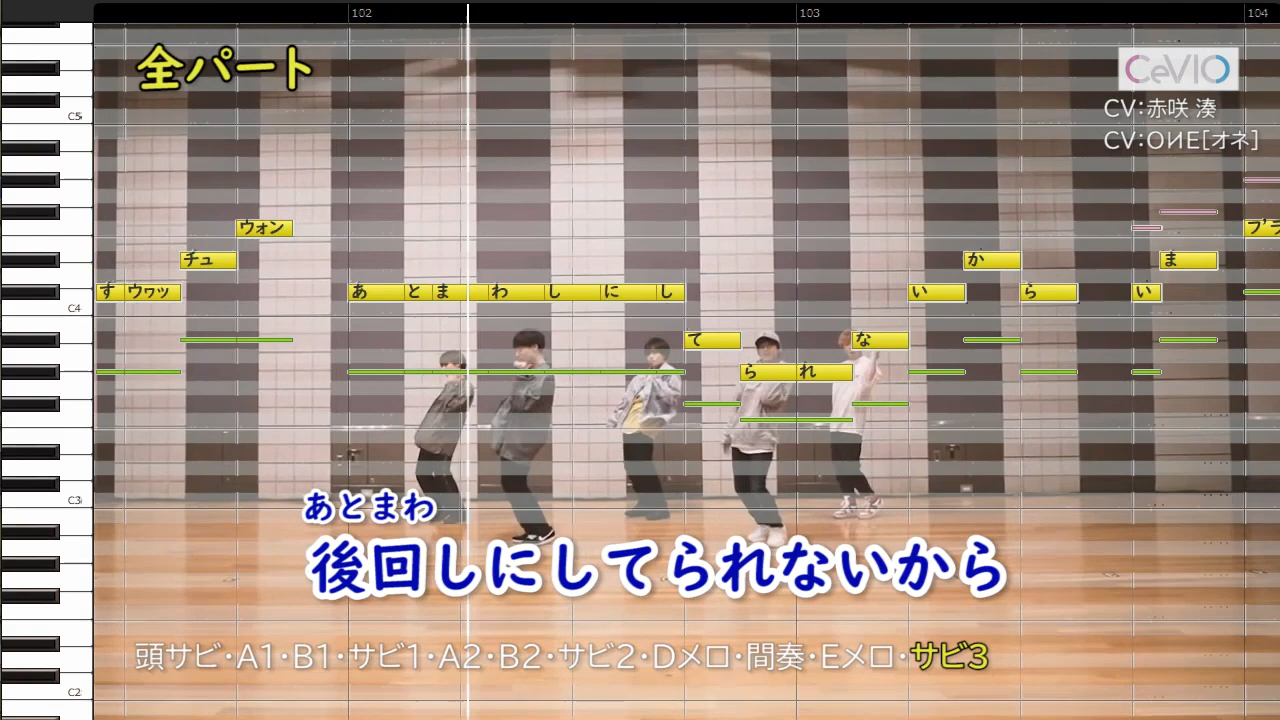 102
103
104
全パート
CeVIO
CV:赤咲 湊
CV:OИE[オネ]
C5
ウォン
チュ
か
ま
プラ
す ウヮッ
あ と ま わ し に し
い
ら
い
C4
て
な
ら れ
C3
あとまわ
後回しにしてられないから
頭サビ・A1・B1・サビ1・A2・B2・サビ2・Dメロ・間奏・Eメロ・サビ3
C2